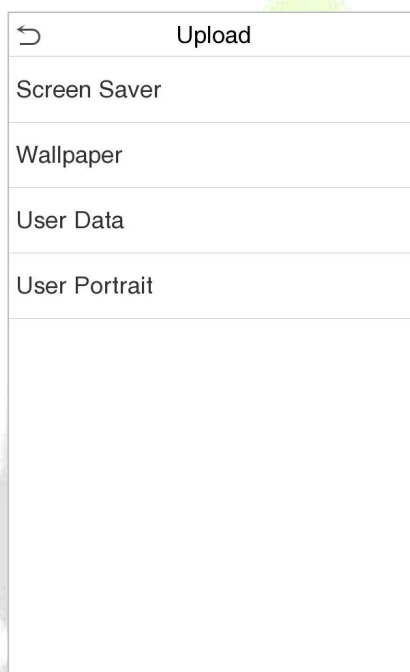 Upload
Screen Saver
Wallpaper
User Data
User Portrait